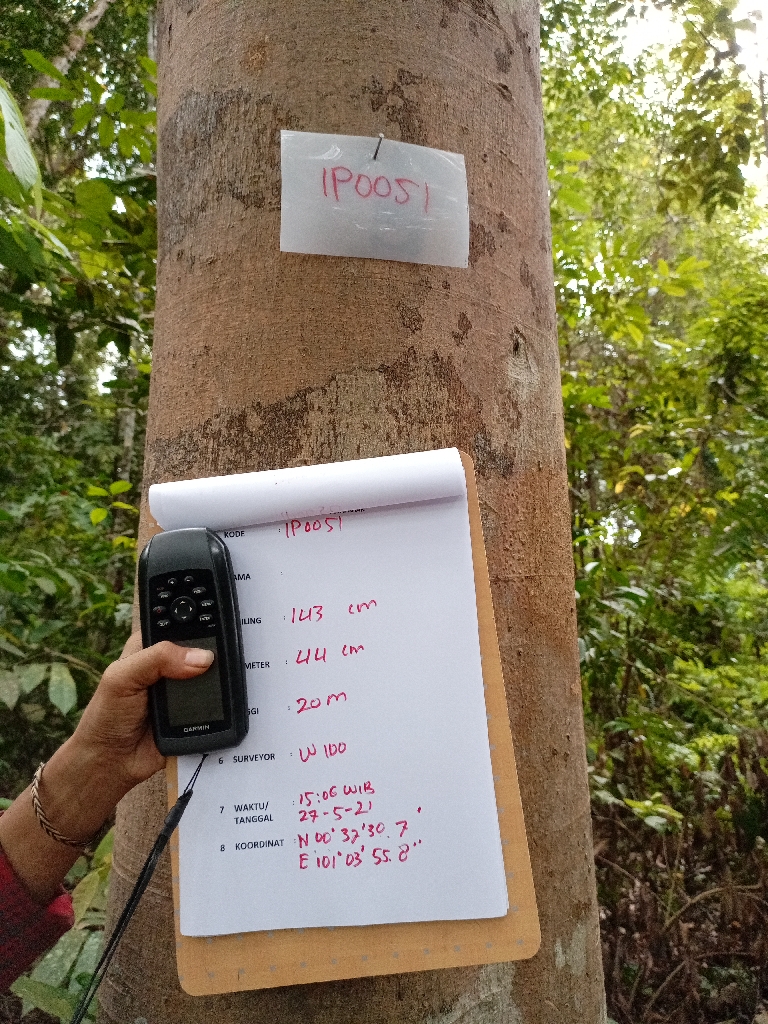 IP0051
KODE : IP0051
AMA :
ILING : 143 cm
METER : 44 cm
GGI : 20 m
6 SURVEYOR : W 100
7 WAKTU/ : 15:06 WIB
TANGGAL 27-5-21
8 KOORDINAT : N 00° 37' 30.7"
E 101° 03' 55.8"
GARMIN